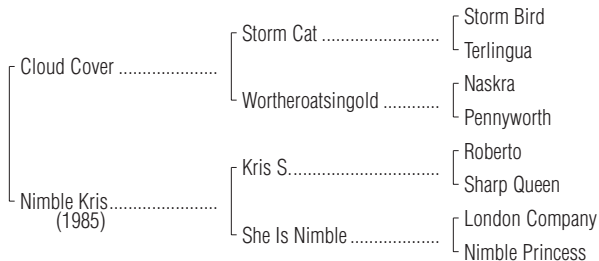 Storm Bird
Storm Cat ........................
Terlingua
Cloud Cover ....................
Naskra
Wortheroatsingold ............
Pennyworth
Roberto
Kris S..............................
Sharp Queen
Nimble Kris......................
(1985)
London Company
She Is Nimble ..................
Nimble Princess